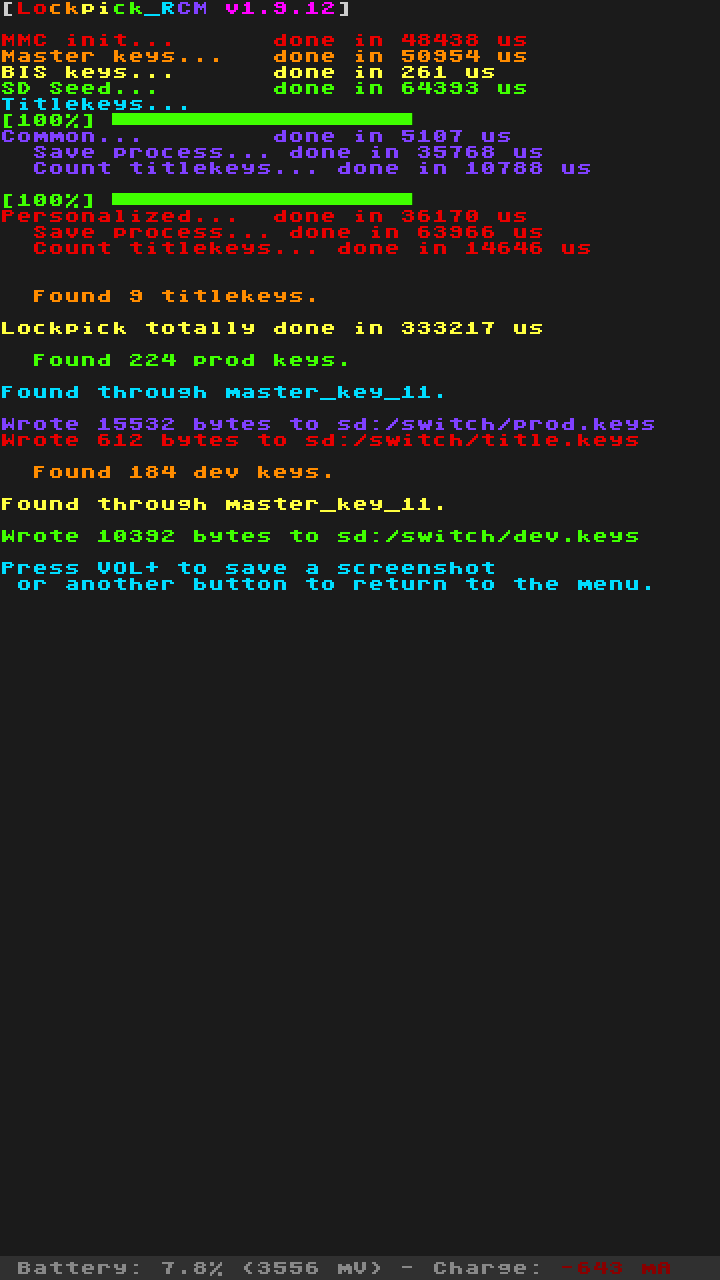 [Lockpick_RCM v1.9.12]
MMC init... done in 48438 us
Master keys... done in 50954 us
BIS keys... done in 261 us
SD Seed... done in 64393 us
Titlekeys...
[100%]
Common... done in 5107 us
Save process... done in 35768 us
Count titlekeys... done in 10788 us
[100%]
Personalized... done in 36170 us
Save process... done in 63966 us
Count titlekeys... done in 14646 us
Found 9 titlekeys.
Lockpick totally done in 333217 us
Found 224 prod keys.
Found through master_key_11.
Wrote 15532 bytes to sd:/switch/prod.keys
Wrote 612 bytes to sd:/switch/title.keys
Found 184 dev keys.
Found through master_key_11.
Wrote 10392 bytes to sd:/switch/dev.keys
Press VOL+ to save a screenshot
or another button to return to the menu.
Battery: 7.8% (3556 mV) - Charge: -643 mA